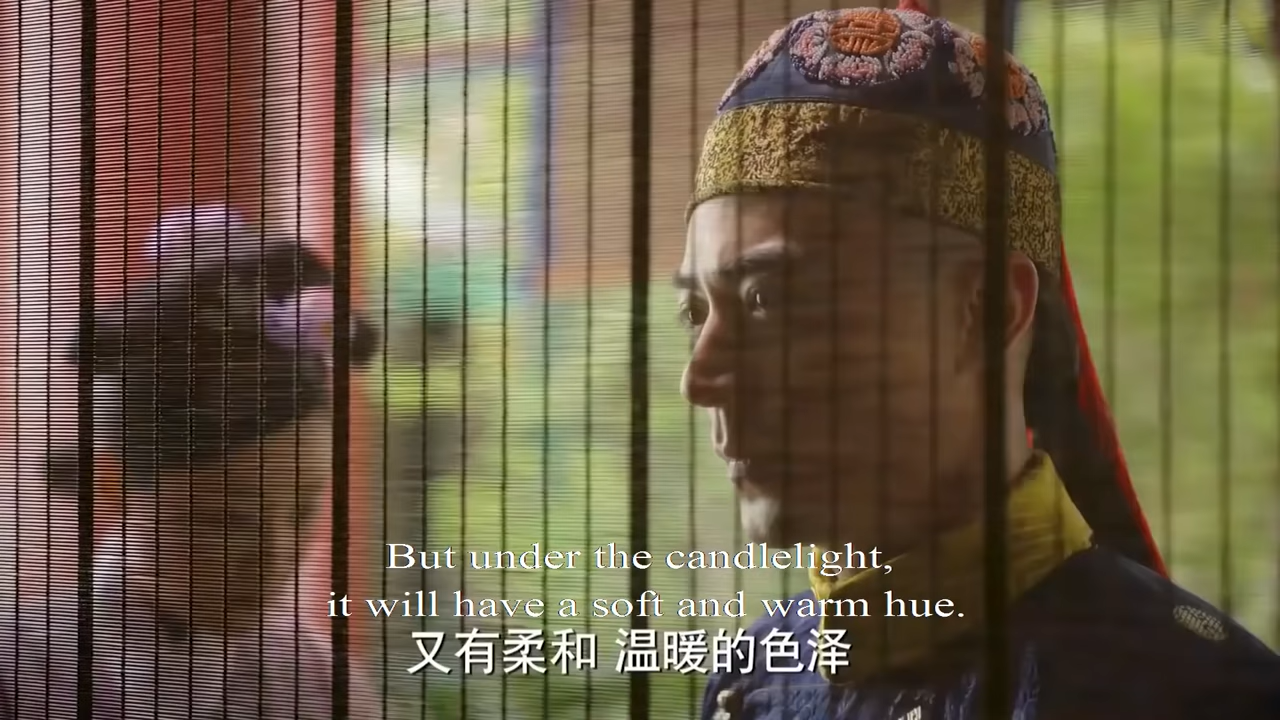 But under the candlelight,
it will have a soft and warm hue.
又有柔和 温暖的色泽